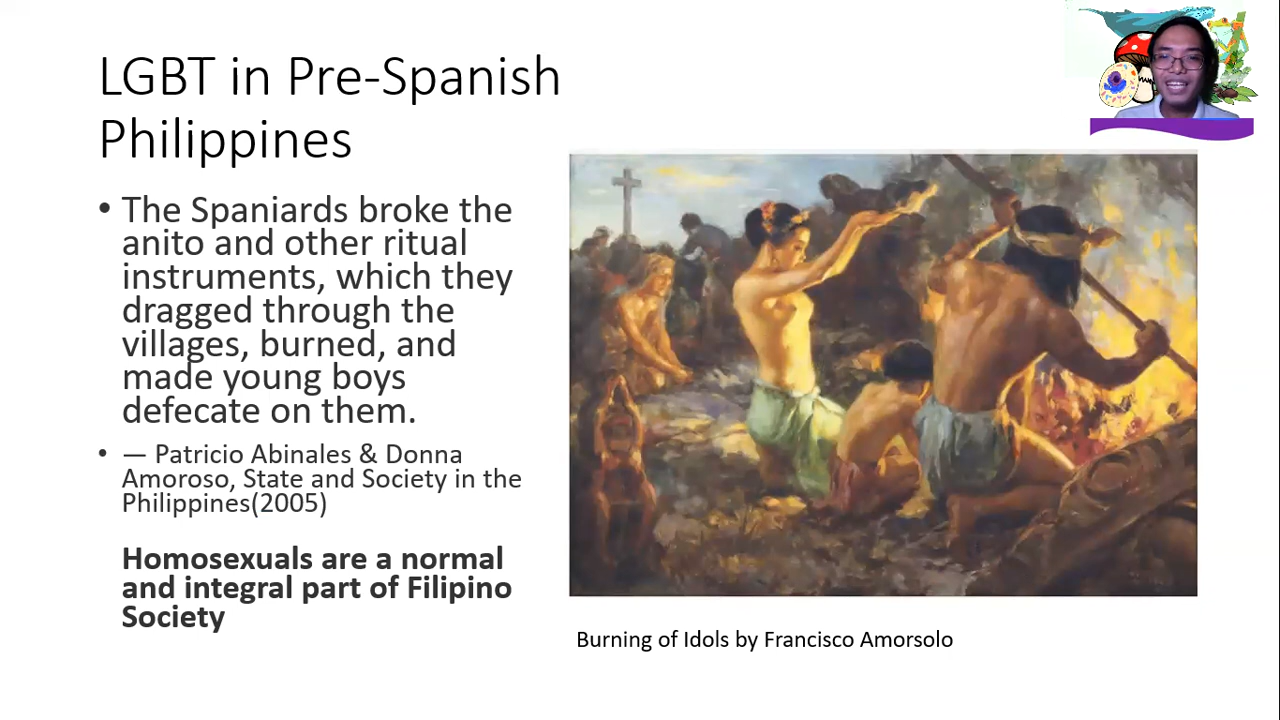 LGBT in Pre-Spanish
Philippines
• The Spaniards broke the
anito and other ritual
instruments, which they
dragged through the
villages, burned, and
made young boys
defecate on them.
• — Patricio Abinales & Donna
Amoroso, State and Society in the
Philippines(2005)
Homosexuals are a normal
and integral part of Filipino
Society
Burning of Idols by Francisco Amorsolo